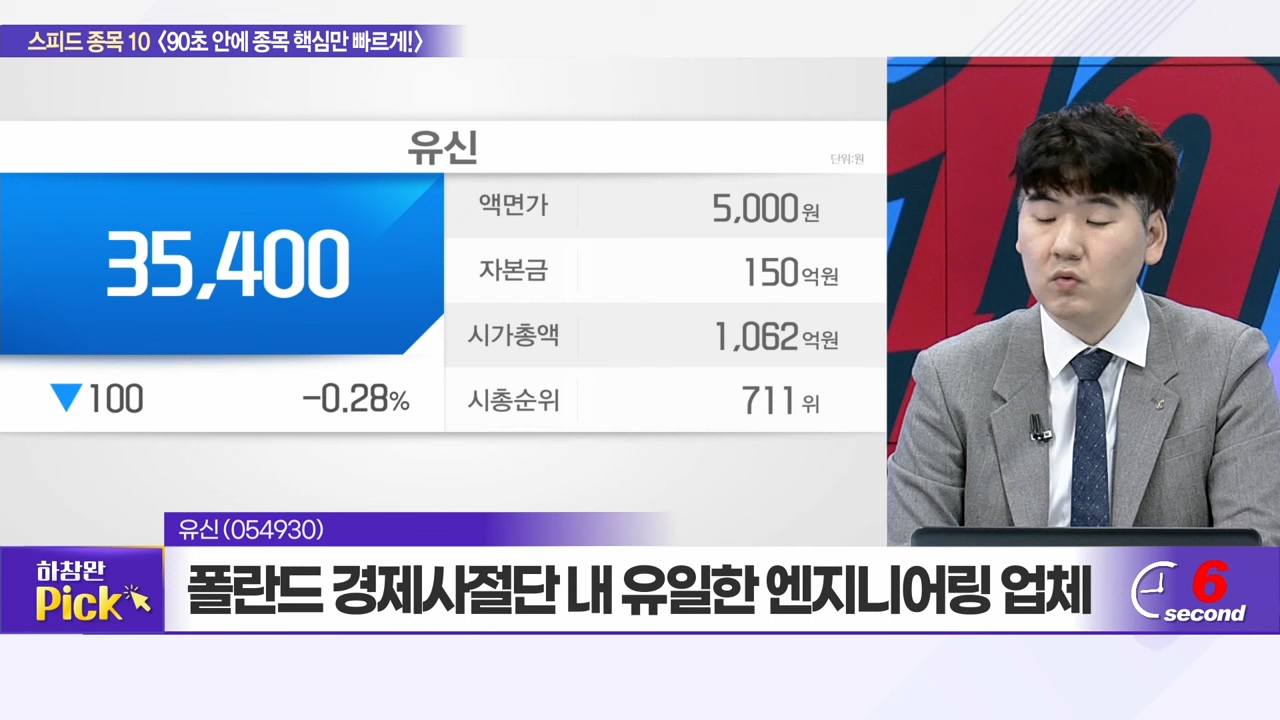 스피드 종목 10 〈90초 안에 종목 핵심만 빠르게!〉
유신
단위:원
35,400
▼100 -0.28%
액면가 5,000원
자본금 150억원
시가총액 1,062억원
시총순위 711위
10
유신(054930)
하창완
Pick
폴란드 경제사절단 내 유일한 엔지니어링 업체
6
second